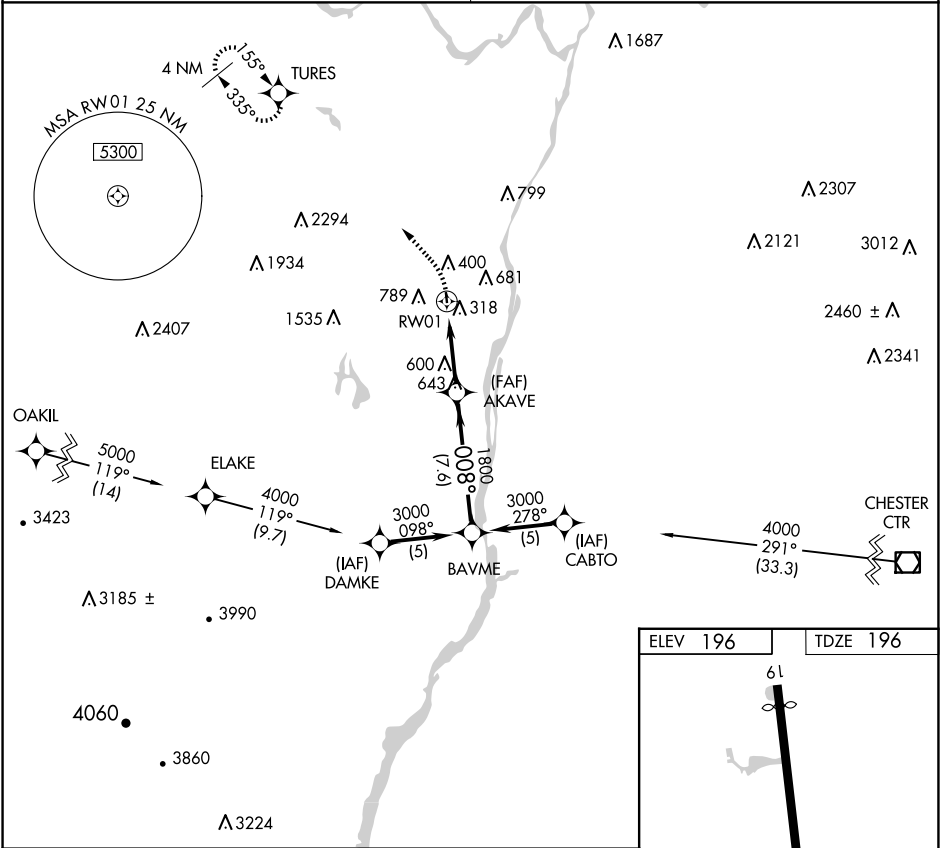 1687
4 NM
155°
335°
TURES
MSA RW01 25 NM
5300
799
2307
2294
2121
3012
1934
400
681
789
318
RW01
1535
2407
2460 ±
2341
600
643
(FAF)
AKAVE
OAKIL
5000
119°
(14)
ELAKE
3423
4000
119°
(9.7)
1800
008°
(7.6)
3000
098°
(5)
3000
278°
(5)
(IAF)
DAMKE
BAVME
(IAF)
CABTO
CHESTER
CTR
4000
291°
(33.3)
3185 ±
3990
4060
3860
3224
ELEV 196
TDZE 196
19